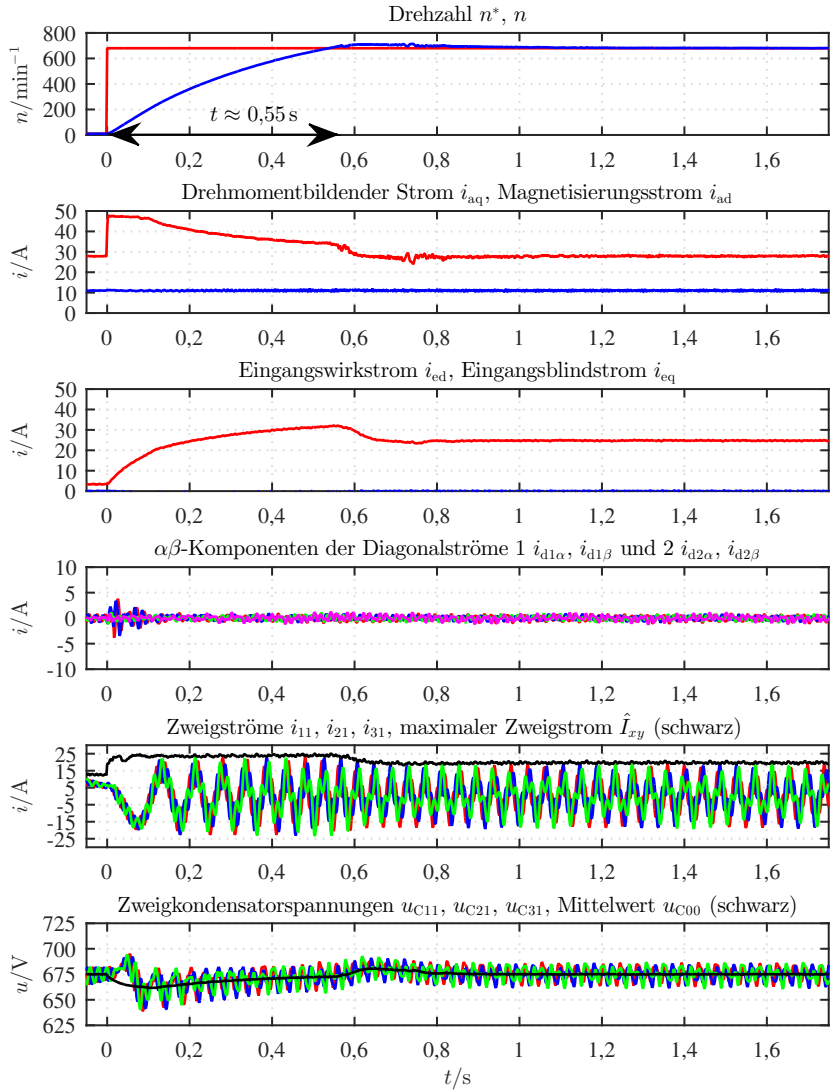 Drehzahl n*, n
n/min⁻¹
800
600
400
200
0
t ≈ 0,55 s
0 0,2 0,4 0,6 0,8 1 1,2 1,4 1,6
Drehmomentbildender Strom i_aq, Magnetisierungsstrom i_ad
i/A
50
40
30
20
10
0
0 0,2 0,4 0,6 0,8 1 1,2 1,4 1,6
Eingangswirkstrom i_ed, Eingangsblindstrom i_eq
i/A
50
40
30
20
10
0
0 0,2 0,4 0,6 0,8 1 1,2 1,4 1,6
αβ-Komponenten der Diagonalströme 1 i_d1α, i_d1β und 2 i_d2α, i_d2β
i/A
10
5
0
-5
-10
0 0,2 0,4 0,6 0,8 1 1,2 1,4 1,6
Zweigströme i_11, i_21, i_31, maximaler Zweigstrom Î_xy (schwarz)
i/A
25
15
5
-5
-15
-25
0 0,2 0,4 0,6 0,8 1 1,2 1,4 1,6
Zweigkondensatorspannungen u_C11, u_C21, u_C31, Mittelwert u_C00 (schwarz)
u/V
725
700
675
650
625
0 0,2 0,4 0,6 0,8 1 1,2 1,4 1,6
t/s